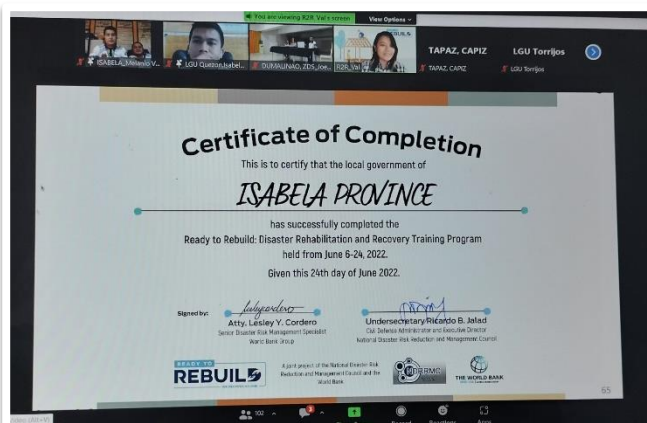 You are viewing R2R_Val's screen
View Options
ISABELA_Melanio V...
LGU Quezon,Isabel...
DUMALINAO, ZDS,Joe...
R2R_Val
TAPAZ, CAPIZ
TAPAZ, CAPIZ
LGU Torrijos
LGU Torrijos
Certificate of Completion
This is to certify that the local government of
ISABELA PROVINCE
has successfully completed the
Ready to Rebuild: Disaster Rehabilitation and Recovery Training Program
held from June 6-24, 2022.
Given this 24th day of June 2022.
Signed by:
Atty. Lesley Y. Cordero
Senior Disaster Risk Management Specialist
World Bank Group
Undersecretary Ricardo B. Jalad
Civil Defense Administrator and Executive Director
National Disaster Risk Reduction and Management Council
READY TO
REBUILD
A joint project of the National Disaster Risk
Reduction and Management Council and the
World Bank
NDRRMC
THE WORLD BANK
65
102
3
Record
Reactions
Apps